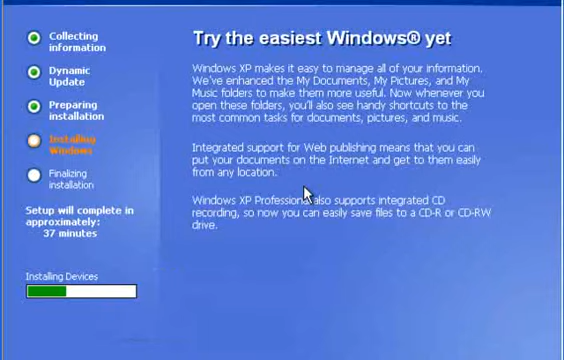 Collecting
information
Dynamic
Update
Preparing
installation
Installing
Windows
Finalizing
installation
Setup will complete in
approximately:
37 minutes
Installing Devices
Try the easiest Windows® yet
Windows XP makes it easy to manage all of your information.
We've enhanced the My Documents, My Pictures, and My
Music folders to make them more useful. Now whenever you
open these folders, you'll also see handy shortcuts to the
most common tasks for documents, pictures, and music.
Integrated support for Web publishing means that you can
put your documents on the Internet and get to them easily
from any location.
Windows XP Professional also supports integrated CD
recording, so now you can easily save files to a CD-R or CD-RW
drive.